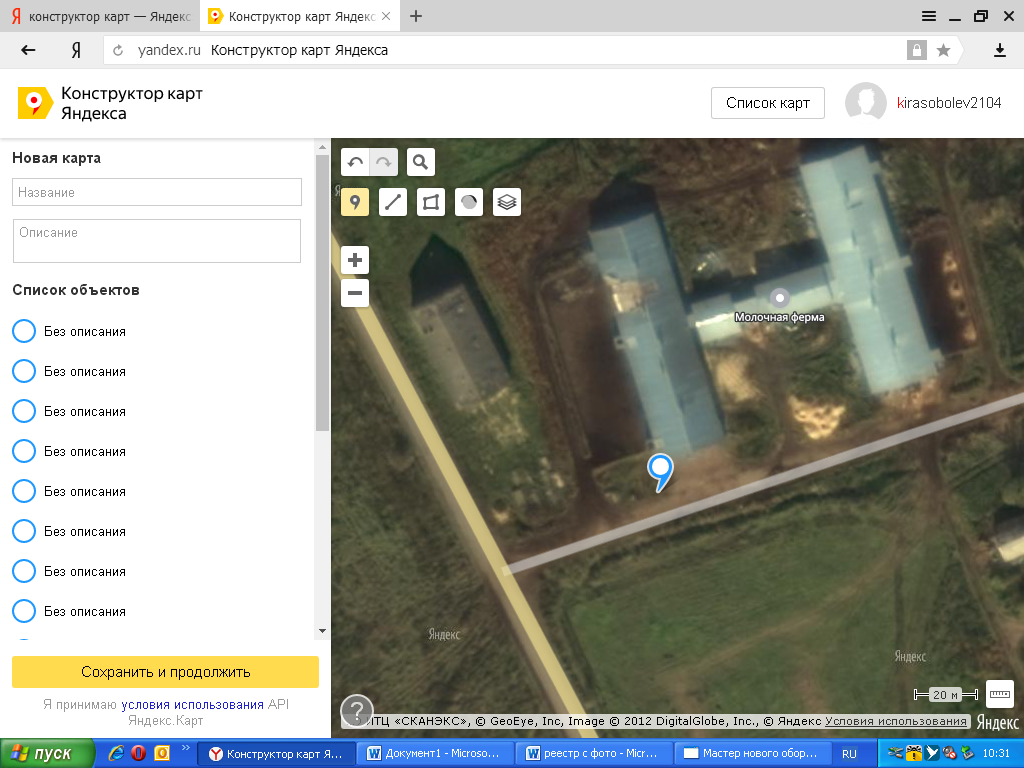 конструктор карт — Яндекс
Конструктор карт Яндекс
yandex.ru Конструктор карт Яндекса
Конструктор карт
Яндекса
Список карт
kirasobolev2104
Новая карта
Название
Описание
Список объектов
Без описания
Без описания
Без описания
Без описания
Без описания
Без описания
Без описания
Без описания
Сохранить и продолжить
Я принимаю условия использования API
Яндекс.Карт
Молочная ферма
Яндекс
Яндекс
20 м
ИТЦ «СКАНЭКС», © GeoEye, Inc, Image © 2012 DigitalGlobe, Inc., © Яндекс Условия использования
Яндекс
пуск
Конструктор карт Я...
Документ1 - Microso...
реестр с фото - Micr...
Мастер нового обор...
RU
10:31